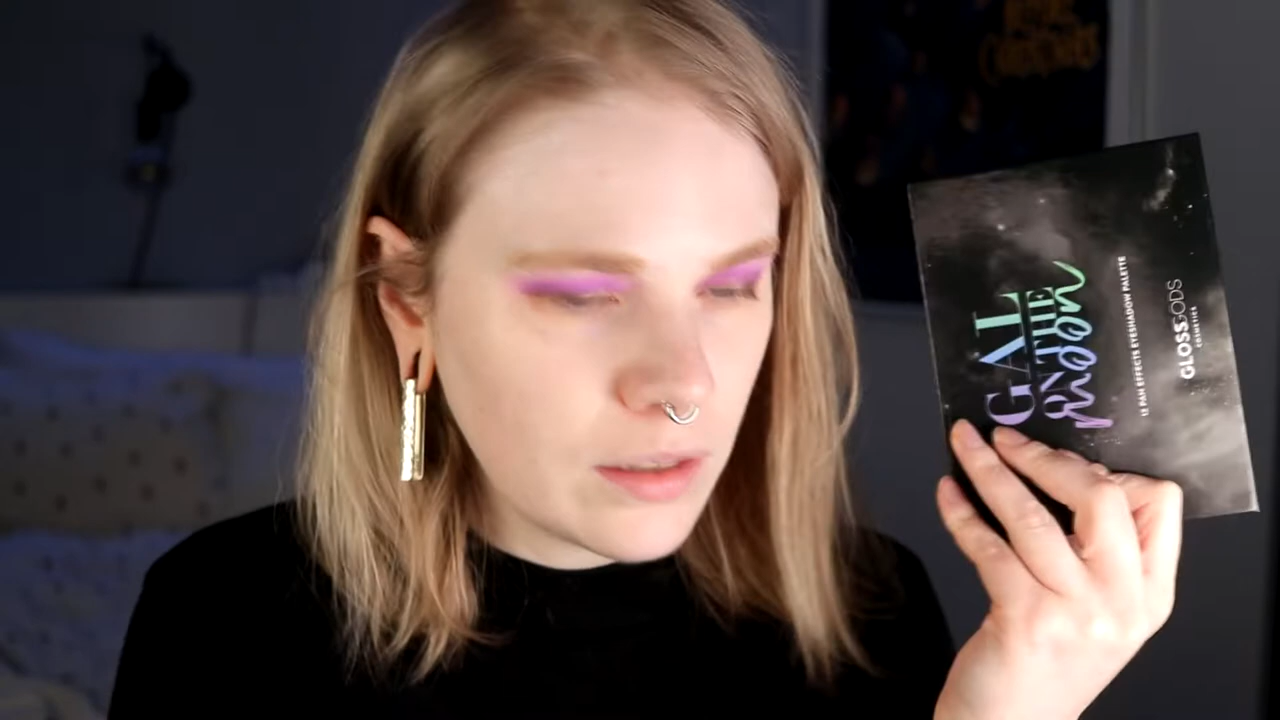 GAL
ON THE
Moon
12 PAN EFFECTS EYESHADOW PALETTE
GLOSSGODS
COSMETICS